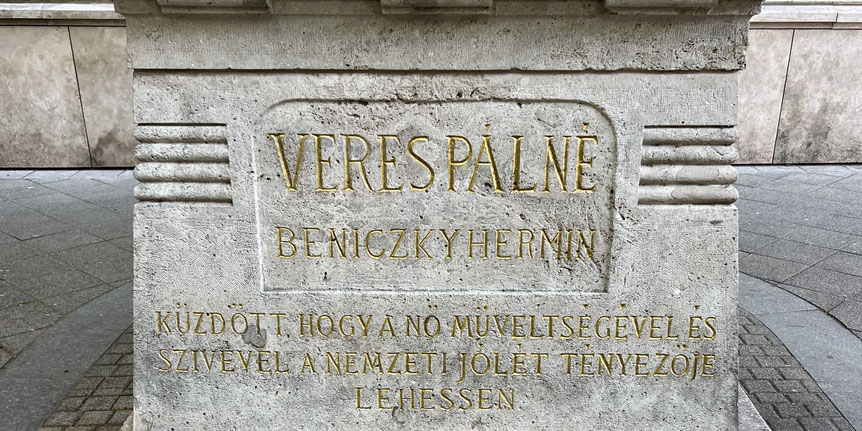 VERES PÁLNÉ
BENICZKY HERMIN
KÜZDÖTT, HOGY A NŐ MŰVELTSÉGÉVEL ÉS
SZIVÉVEL A NEMZETI JÓLÉT TÉNYEZŐJE
LEHESSEN